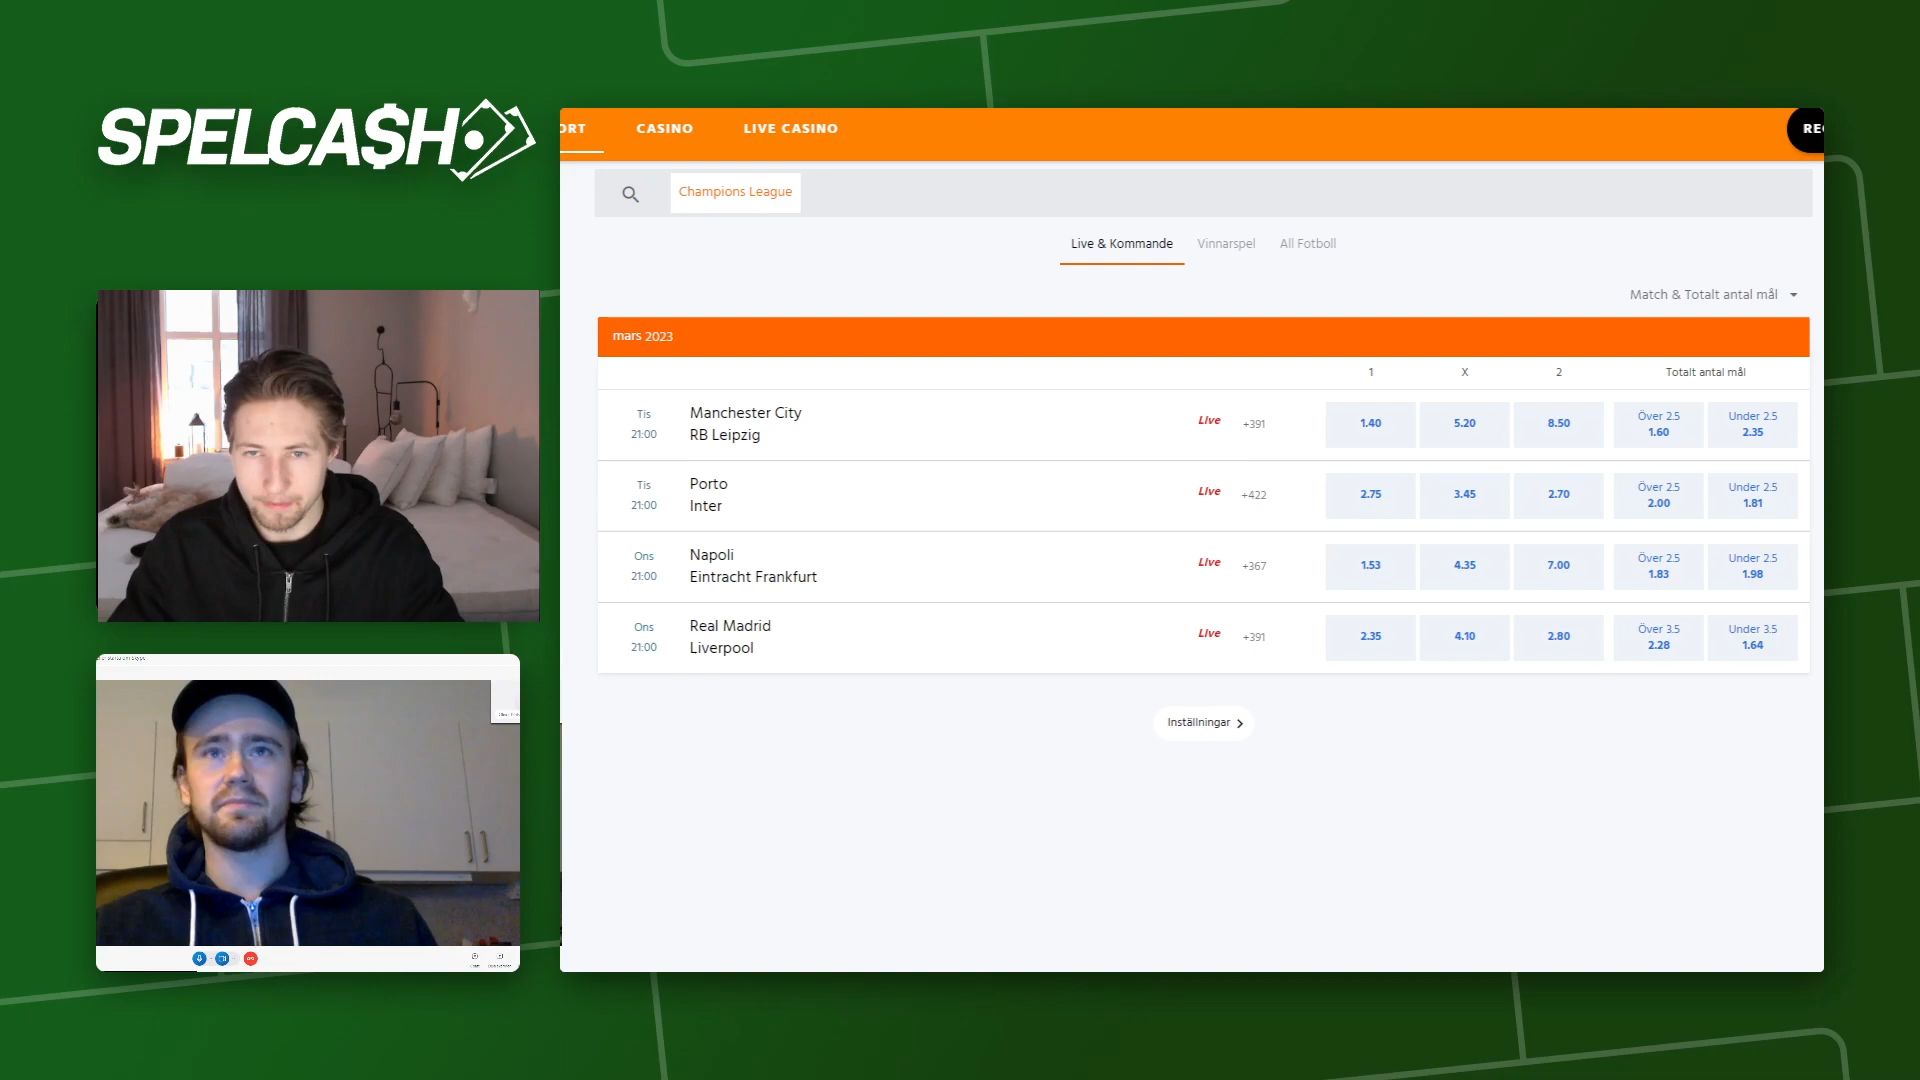 SPELCA$H
ORT CASINO LIVE CASINO RE
Champions League
Live & Kommande Vinnarspel All Fotboll
Match & Totalt antal mål
mars 2023
1 X 2 Totalt antal mål
Tis Manchester City Live +391 1.40 5.20 8.50 Över 2.5 Under 2.5
21:00 RB Leipzig 1.60 2.35
Tis Porto Live +422 2.75 3.45 2.70 Över 2.5 Under 2.5
21:00 Inter 2.00 1.81
Ons Napoli Live +367 1.53 4.35 7.00 Över 2.5 Under 2.5
21:00 Eintracht Frankfurt 1.83 1.98
Ons Real Madrid Live +391 2.35 4.10 2.80 Över 3.5 Under 3.5
21:00 Liverpool 2.28 1.64
Inställningar